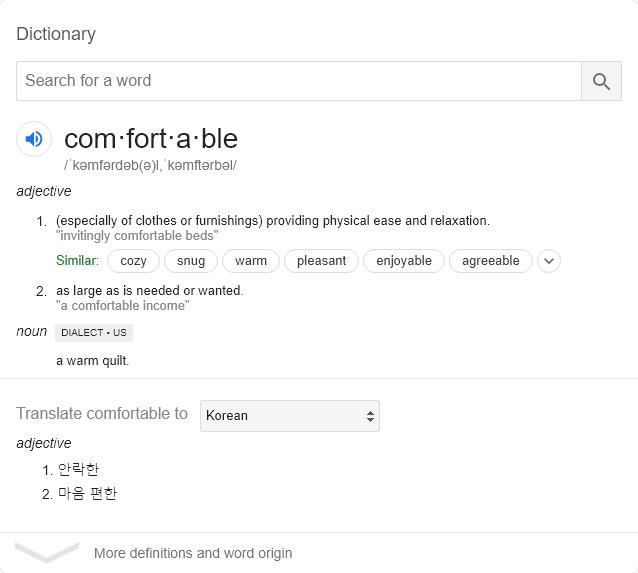 Dictionary
Search for a word
com·fort·a·ble
/ˈkəmfərdəb(ə)l,ˈkəmftərbəl/
adjective
1. (especially of clothes or furnishings) providing physical ease and relaxation.
"invitingly comfortable beds"
Similar: cozy snug warm pleasant enjoyable agreeable
2. as large as is needed or wanted.
"a comfortable income"
noun DIALECT • US
a warm quilt.
Translate comfortable to Korean
adjective
1. 안락한
2. 마음 편한
More definitions and word origin